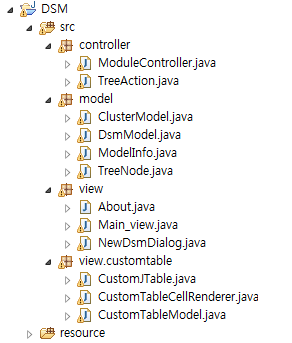 DSM
src
controller
ModuleController.java
TreeAction.java
model
ClusterModel.java
DsmModel.java
ModelInfo.java
TreeNode.java
view
About.java
Main_view.java
NewDsmDialog.java
view.customtable
CustomJTable.java
CustomTableCellRenderer.java
CustomTableModel.java
resource